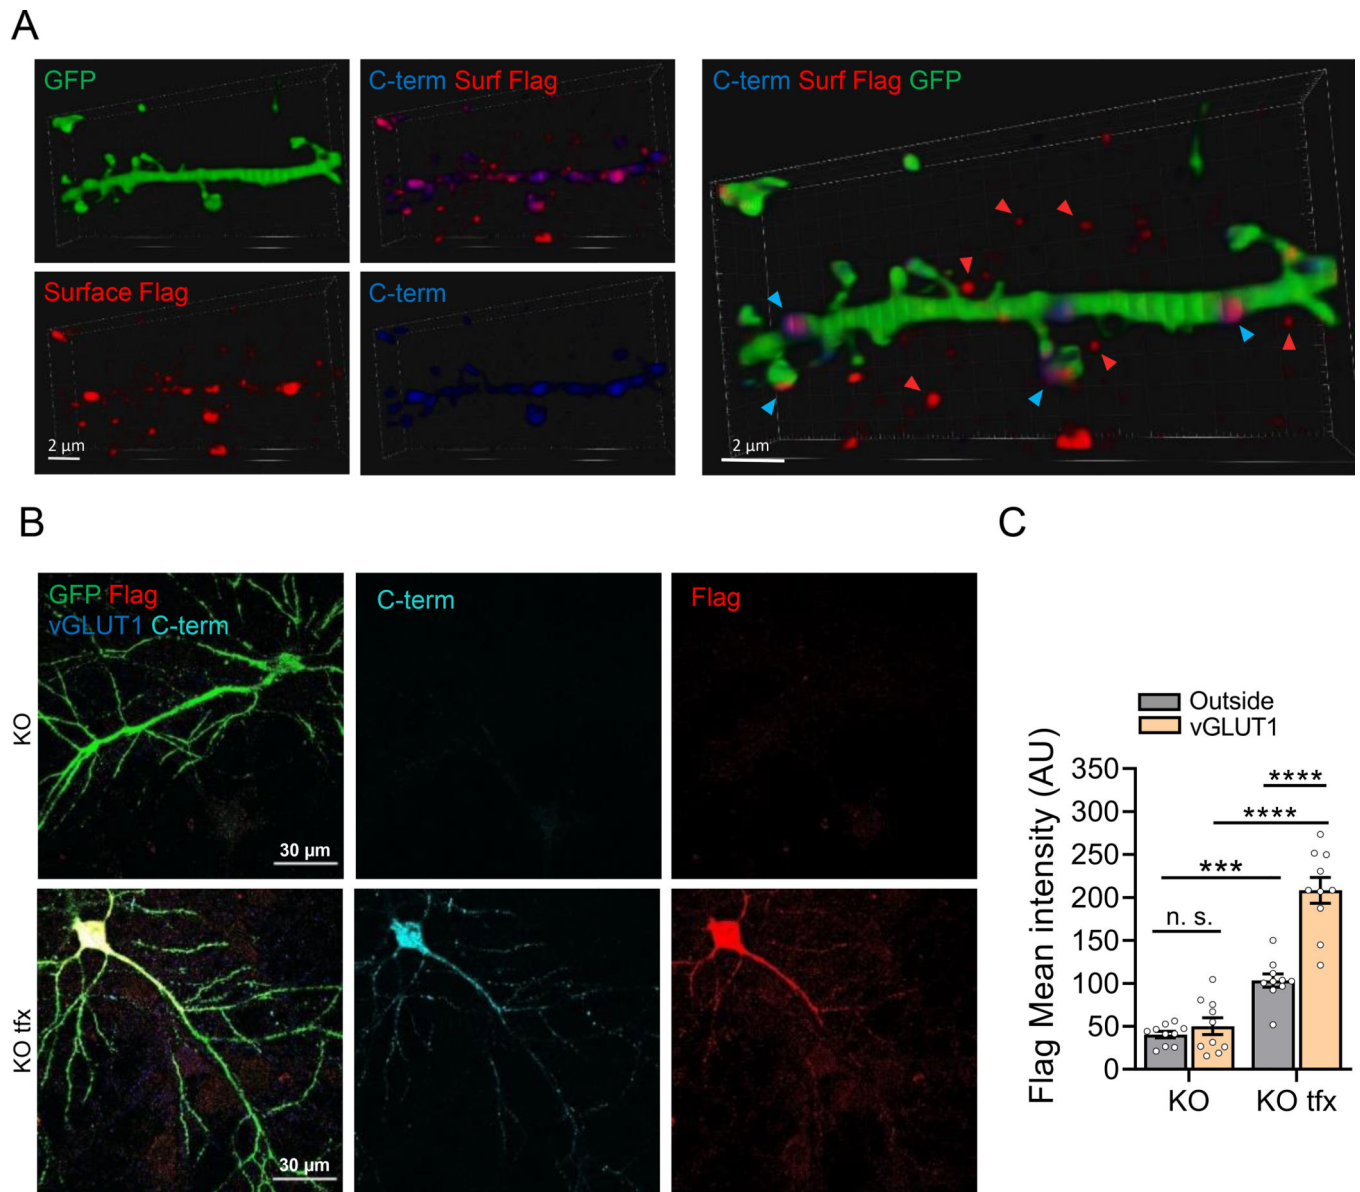 A
GFP
C-term Surf Flag
C-term Surf Flag GFP
Surface Flag
C-term
2 µm
2 µm
B
C
GFP Flag
vGLUT1 C-term
C-term
Flag
KO
30 µm
KO tfx
30 µm
Outside
vGLUT1
Flag Mean intensity (AU)
350
300
250
200
150
100
50
0
****
****
***
n. s.
KO
KO tfx